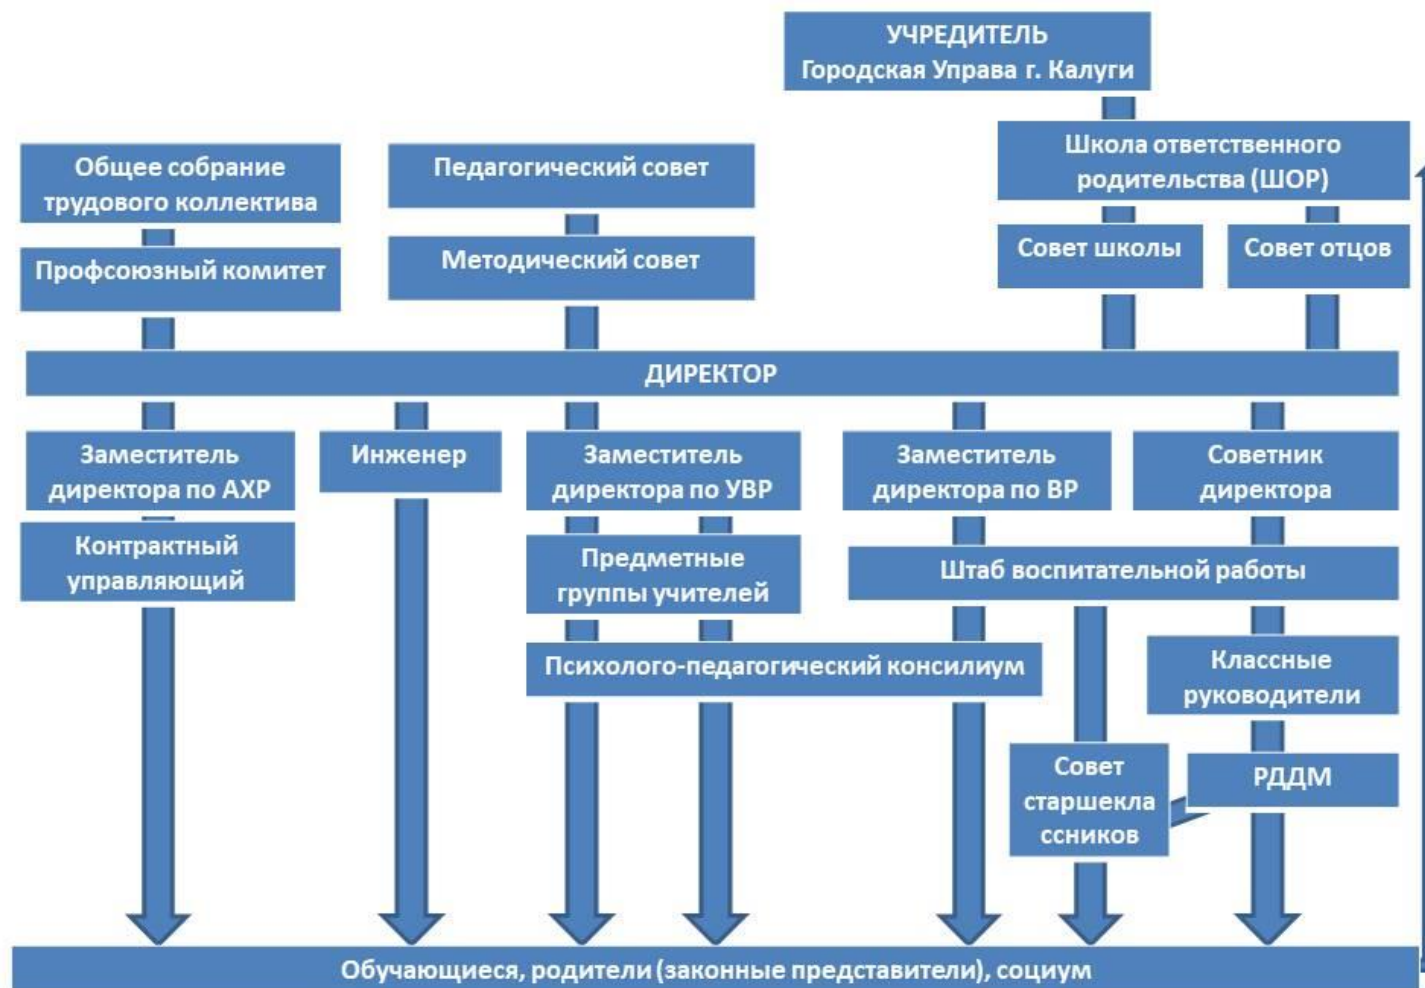 УЧРЕДИТЕЛЬ
Городская Управа г. Калуги
Общее собрание
трудового коллектива
Педагогический совет
Школа ответственного
родительства (ШОР)
Профсоюзный комитет
Методический совет
Совет школы
Совет отцов
ДИРЕКТОР
Заместитель
директора по АХР
Инженер
Заместитель
директора по УВР
Заместитель
директора по ВР
Советник
директора
Контрактный
управляющий
Предметные
группы учителей
Штаб воспитательной работы
Психолого-педагогический консилиум
Классные
руководители
Совет
старшекла
ссников
РДДМ
Обучающиеся, родители (законные представители), социум